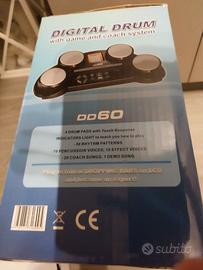 DIGITAL DRUM
with game and coach system
DD60
4 DRUM PADS with Touch Response
INDICATORS LIGHT to teach you how to play
50 RHYTHM PATTERNS
PERCUSSION VOICES, 10 EFFECT VOICES
20 COACH SONGS, 1 DEMO SONG
CE
subito